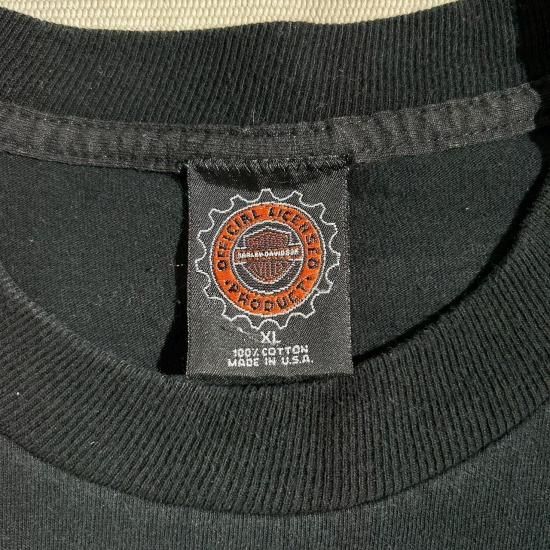 OFFICIAL LICENSED
HARLEY-DAVIDSON
• PRODUCT •
XL
100% COTTON
MADE IN U.S.A.